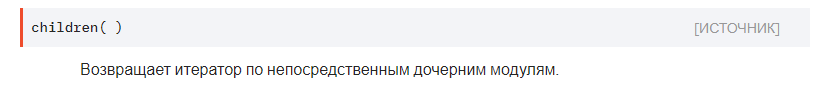 children( ) [ИСТОЧНИК]
Возвращает итератор по непосредственным дочерним модулям.